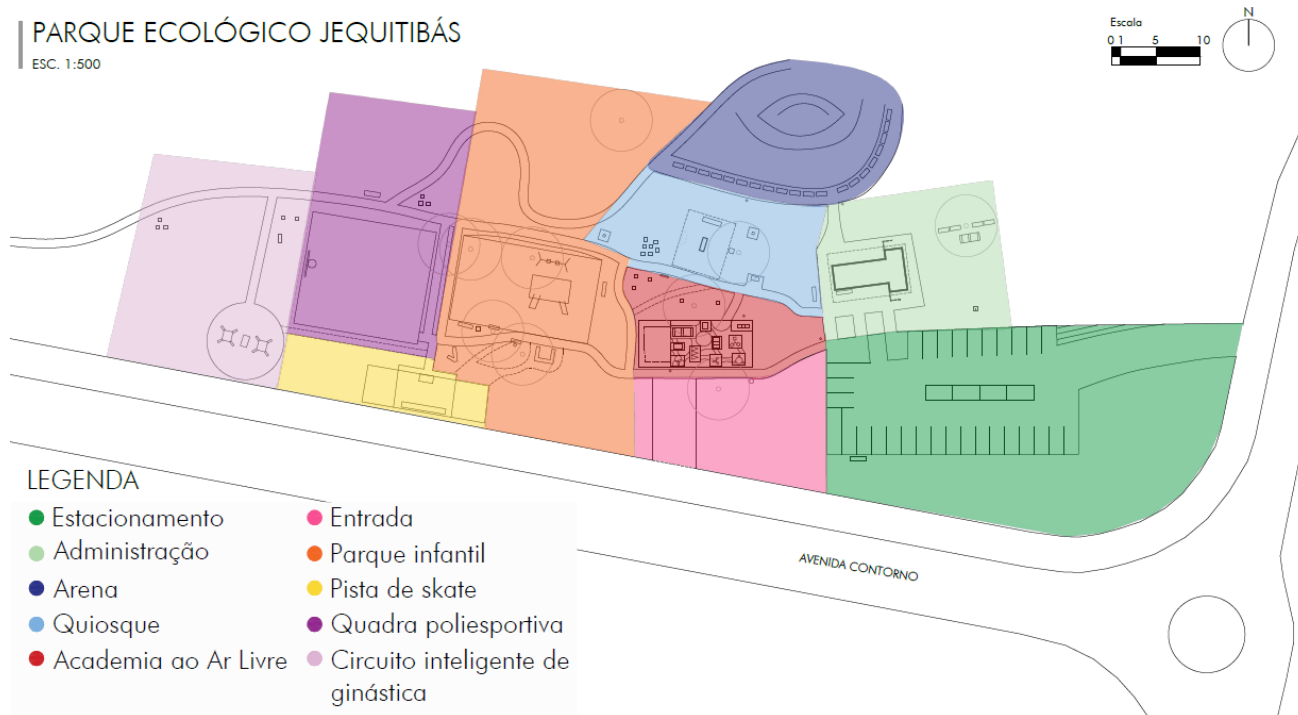 PARQUE ECOLÓGICO JEQUITIBÁS
ESC. 1:500
Escala
0 1 5 10
N
AVENIDA CONTORNO
LEGENDA
Estacionamento
Administração
Arena
Quiosque
Academia ao Ar Livre
Entrada
Parque infantil
Pista de skate
Quadra poliesportiva
Circuito inteligente de
ginástica